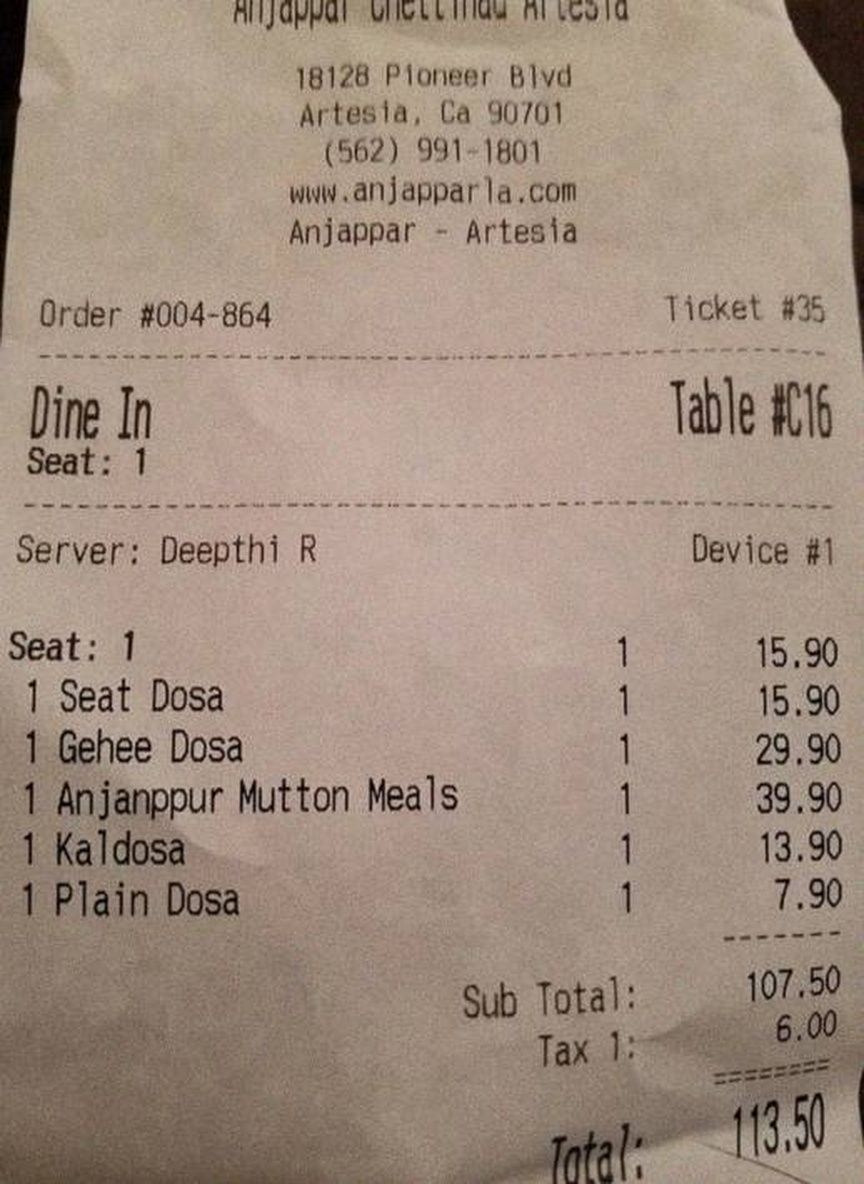 Anjappar Chettinad Artesia
18128 Pioneer Blvd
Artesia, Ca 90701
(562) 991-1801
www.anjapparla.com
Anjappar - Artesia
Order #004-864 Ticket #35
Dine In Table #C16
Seat: 1
Server: Deepthi R Device #1
Seat: 1 1 15.90
1 Seat Dosa 1 15.90
1 Gehee Dosa 1 29.90
1 Anjanppur Mutton Meals 1 39.90
1 Kaldosa 1 13.90
1 Plain Dosa 1 7.90
Sub Total: 107.50
Tax 1: 6.00
Total: 113.50